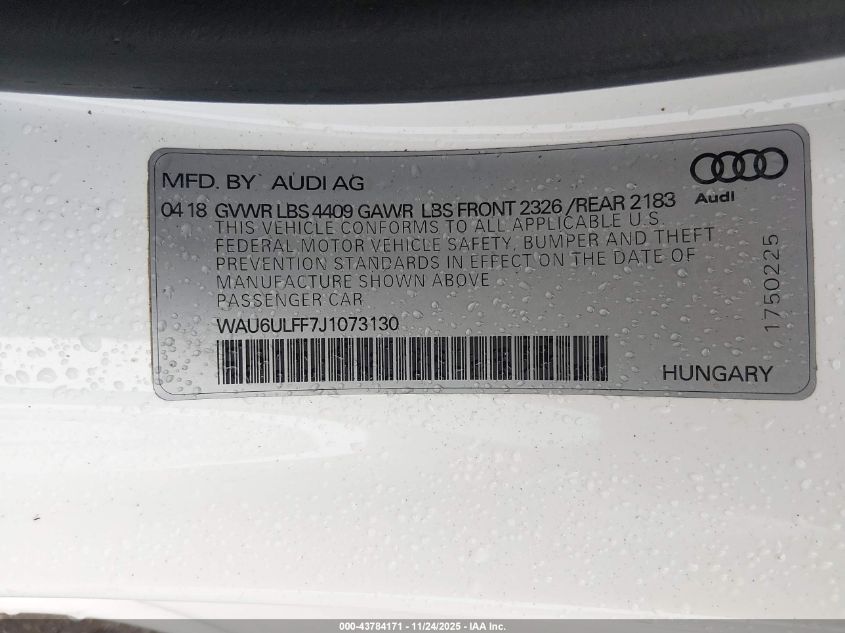 MFD. BY AUDI AG
Audi
04 18 GVWR LBS 4409 GAWR LBS FRONT 2326 /REAR 2183
THIS VEHICLE CONFORMS TO ALL APPLICABLE U.S.
FEDERAL MOTOR VEHICLE SAFETY, BUMPER AND THEFT
PREVENTION STANDARDS IN EFFECT ON THE DATE OF
MANUFACTURE SHOWN ABOVE
PASSENGER CAR
WAU6ULFF7J1073130
1750225
HUNGARY
000-43784171 - 11/24/2025 - IAA Inc.